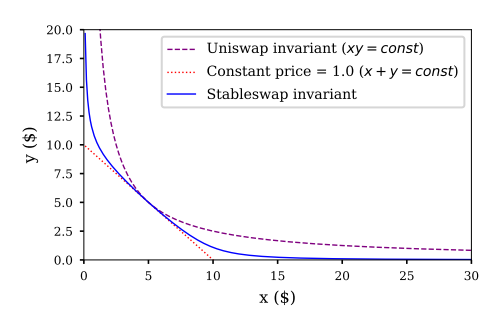 20.0
17.5
15.0
12.5
10.0
7.5
5.0
2.5
0.0
y ($)
Uniswap invariant (xy = const)
Constant price = 1.0 (x + y = const)
Stableswap invariant
0 5 10 15 20 25 30
x ($)